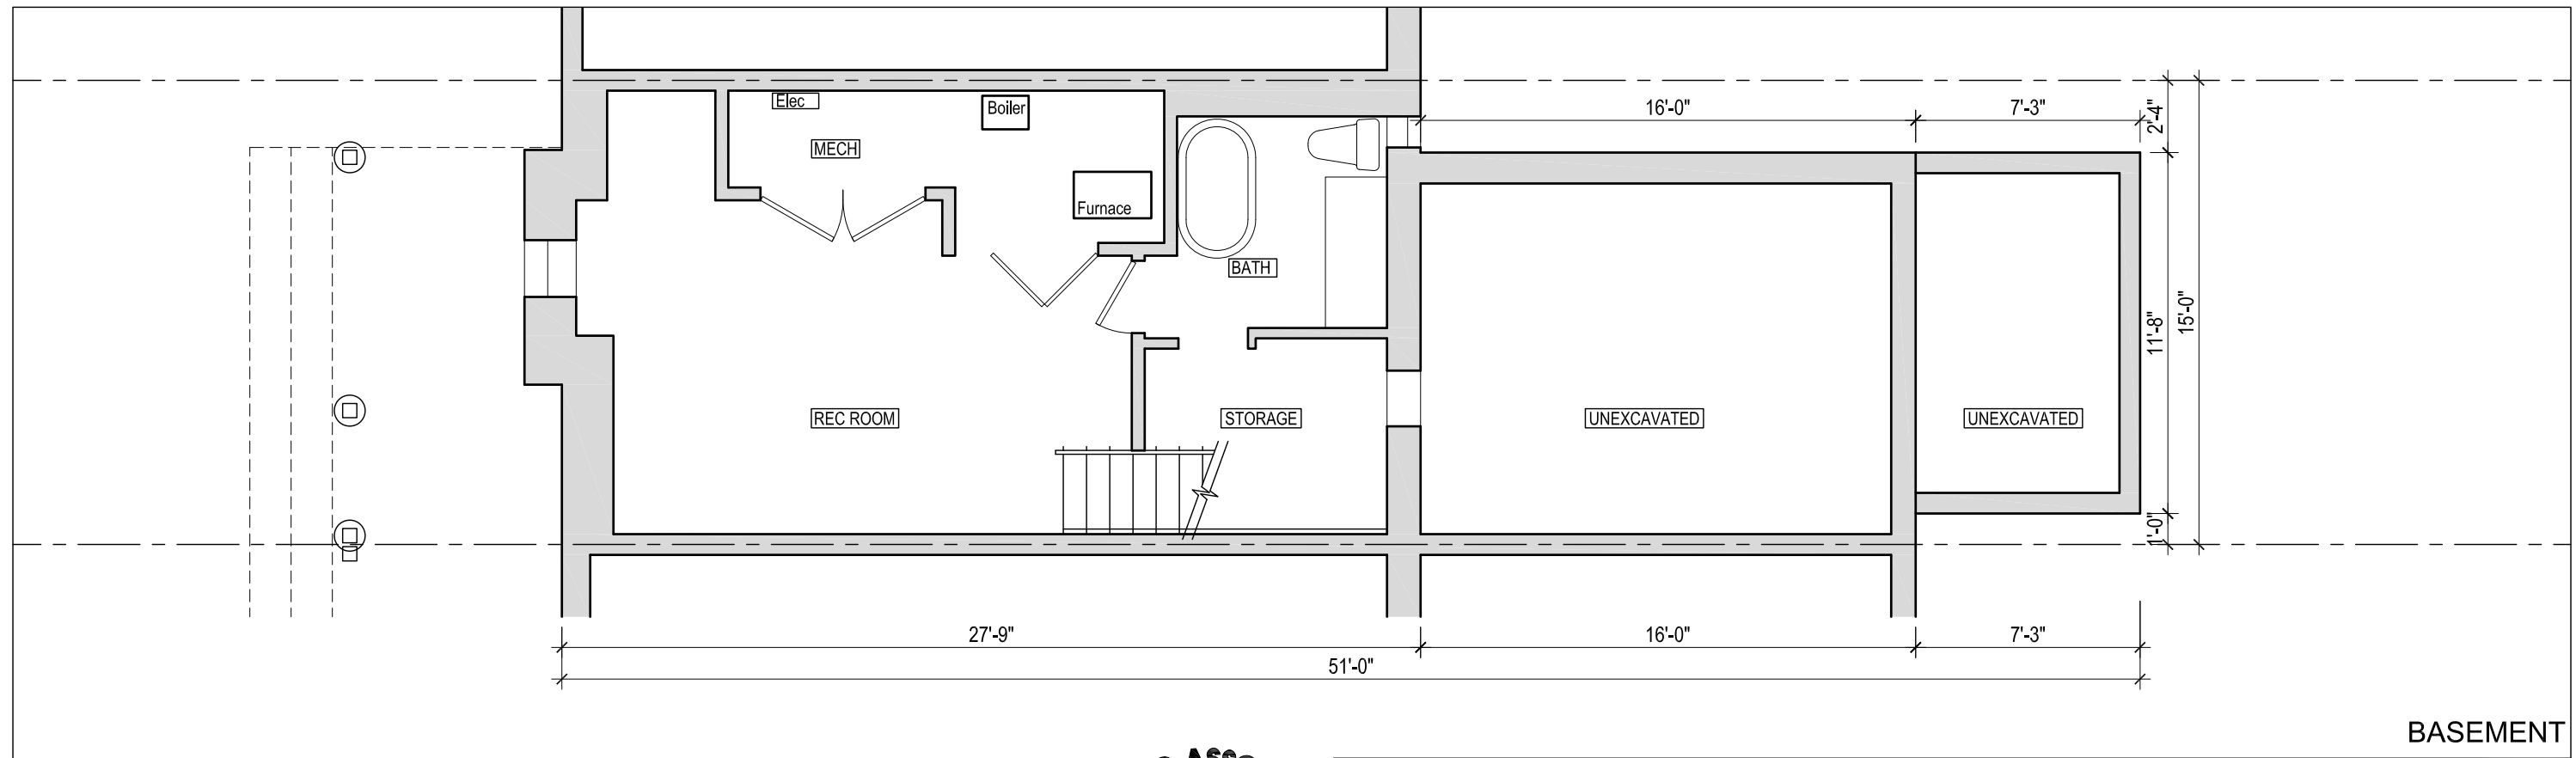 Elec
Boiler
16'-0"
7'-3"
2'-4"
MECH
Furnace
BATH
11'-8"
15'-0"
REC ROOM
STORAGE
UNEXCAVATED
UNEXCAVATED
1'-0"
27'-9"
16'-0"
7'-3"
51'-0"
BASEMENT